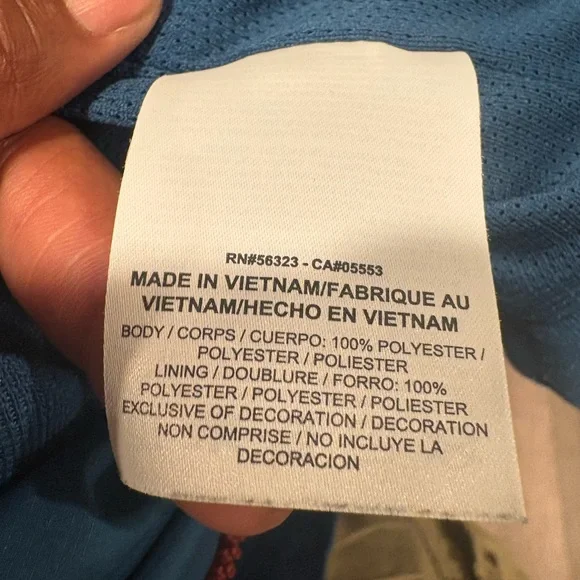 RN#56323 - CA#05553
MADE IN VIETNAM/FABRIQUE AU
VIETNAM/HECHO EN VIETNAM
BODY / CORPS / CUERPO: 100% POLYESTER /
POLYESTER / POLIESTER
LINING / DOUBLURE / FORRO: 100%
POLYESTER / POLYESTER / POLIESTER
EXCLUSIVE OF DECORATION / DECORATION
NON COMPRISE / NO INCLUYE LA
DECORACION